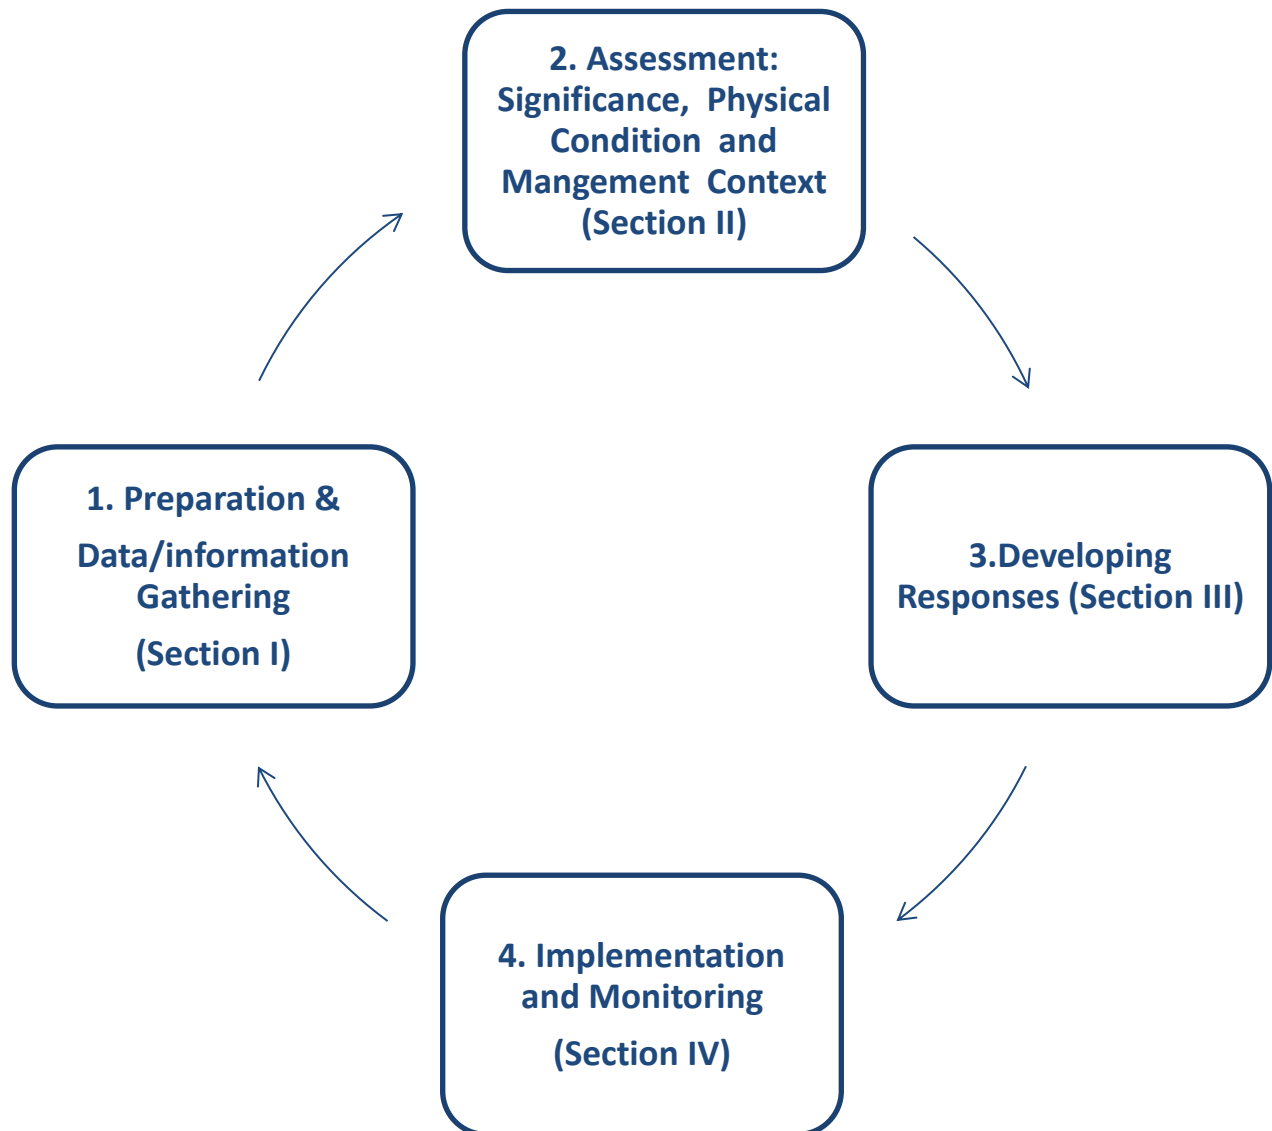 2. Assessment:
Significance, Physical
Condition and
Mangement Context
(Section II)
1. Preparation &
Data/information
Gathering
(Section I)
3.Developing
Responses (Section III)
4. Implementation
and Monitoring
(Section IV)